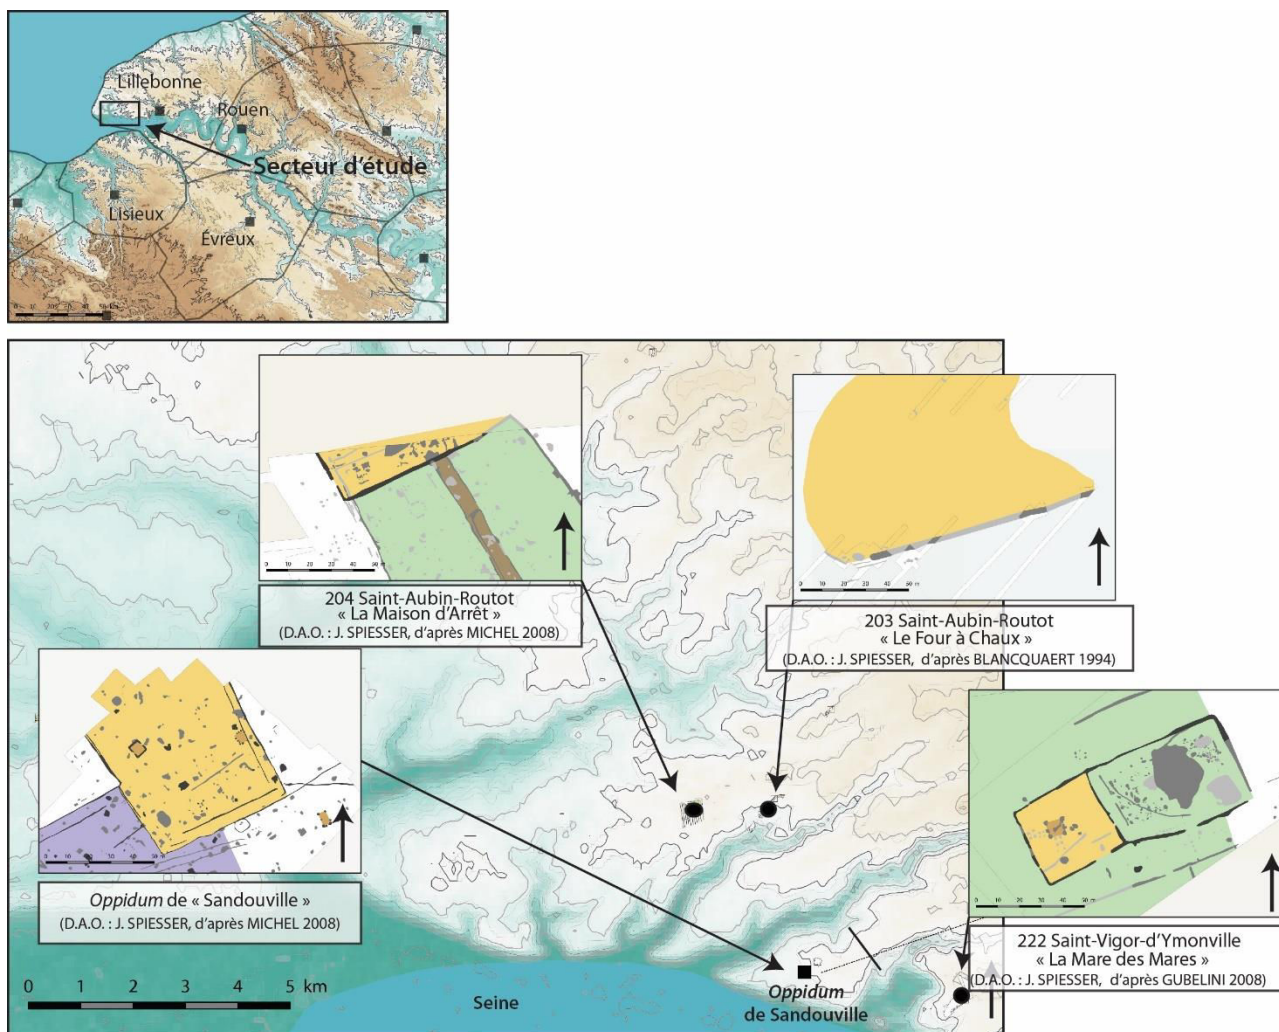 Lillebonne
Rouen
Secteur d'étude
Lisieux
Évreux
204 Saint-Aubin-Routot
« La Maison d'Arrêt »
(D.A.O. : J. SPIESSER, d'après MICHEL 2008)
203 Saint-Aubin-Routot
« Le Four à Chaux »
(D.A.O. : J. SPIESSER, d'après BLANCQUAERT 1994)
Oppidum de « Sandouville »
(D.A.O. : J. SPIESSER, d'après MICHEL 2008)
222 Saint-Vigor-d'Ymonville
« La Mare des Mares »
(D.A.O. : J. SPIESSER, d'après GUBELINI 2008)
0 1 2 3 4 5 km
Seine
Oppidum
de Sandouville